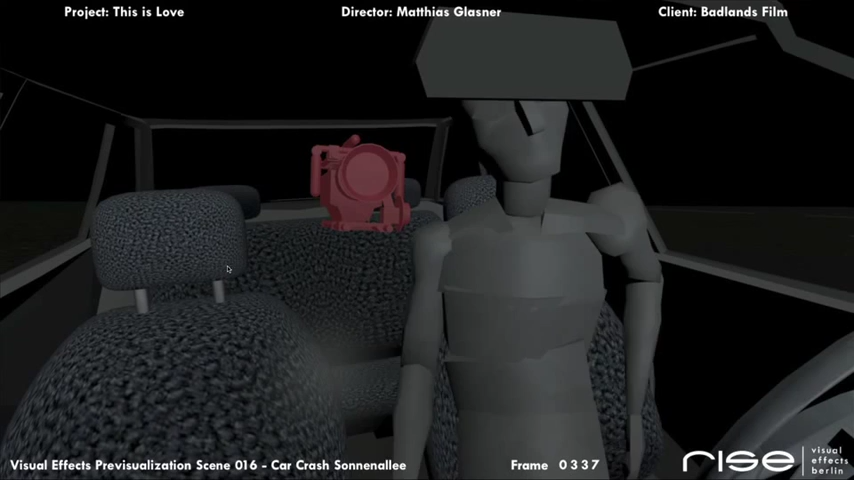 Project: This is Love
Director: Matthias Glasner
Client: Badlands Film
Visual Effects Previsualization Scene 016 - Car Crash Sonnenallee
Frame 0337
rise
visual
effects
berlin